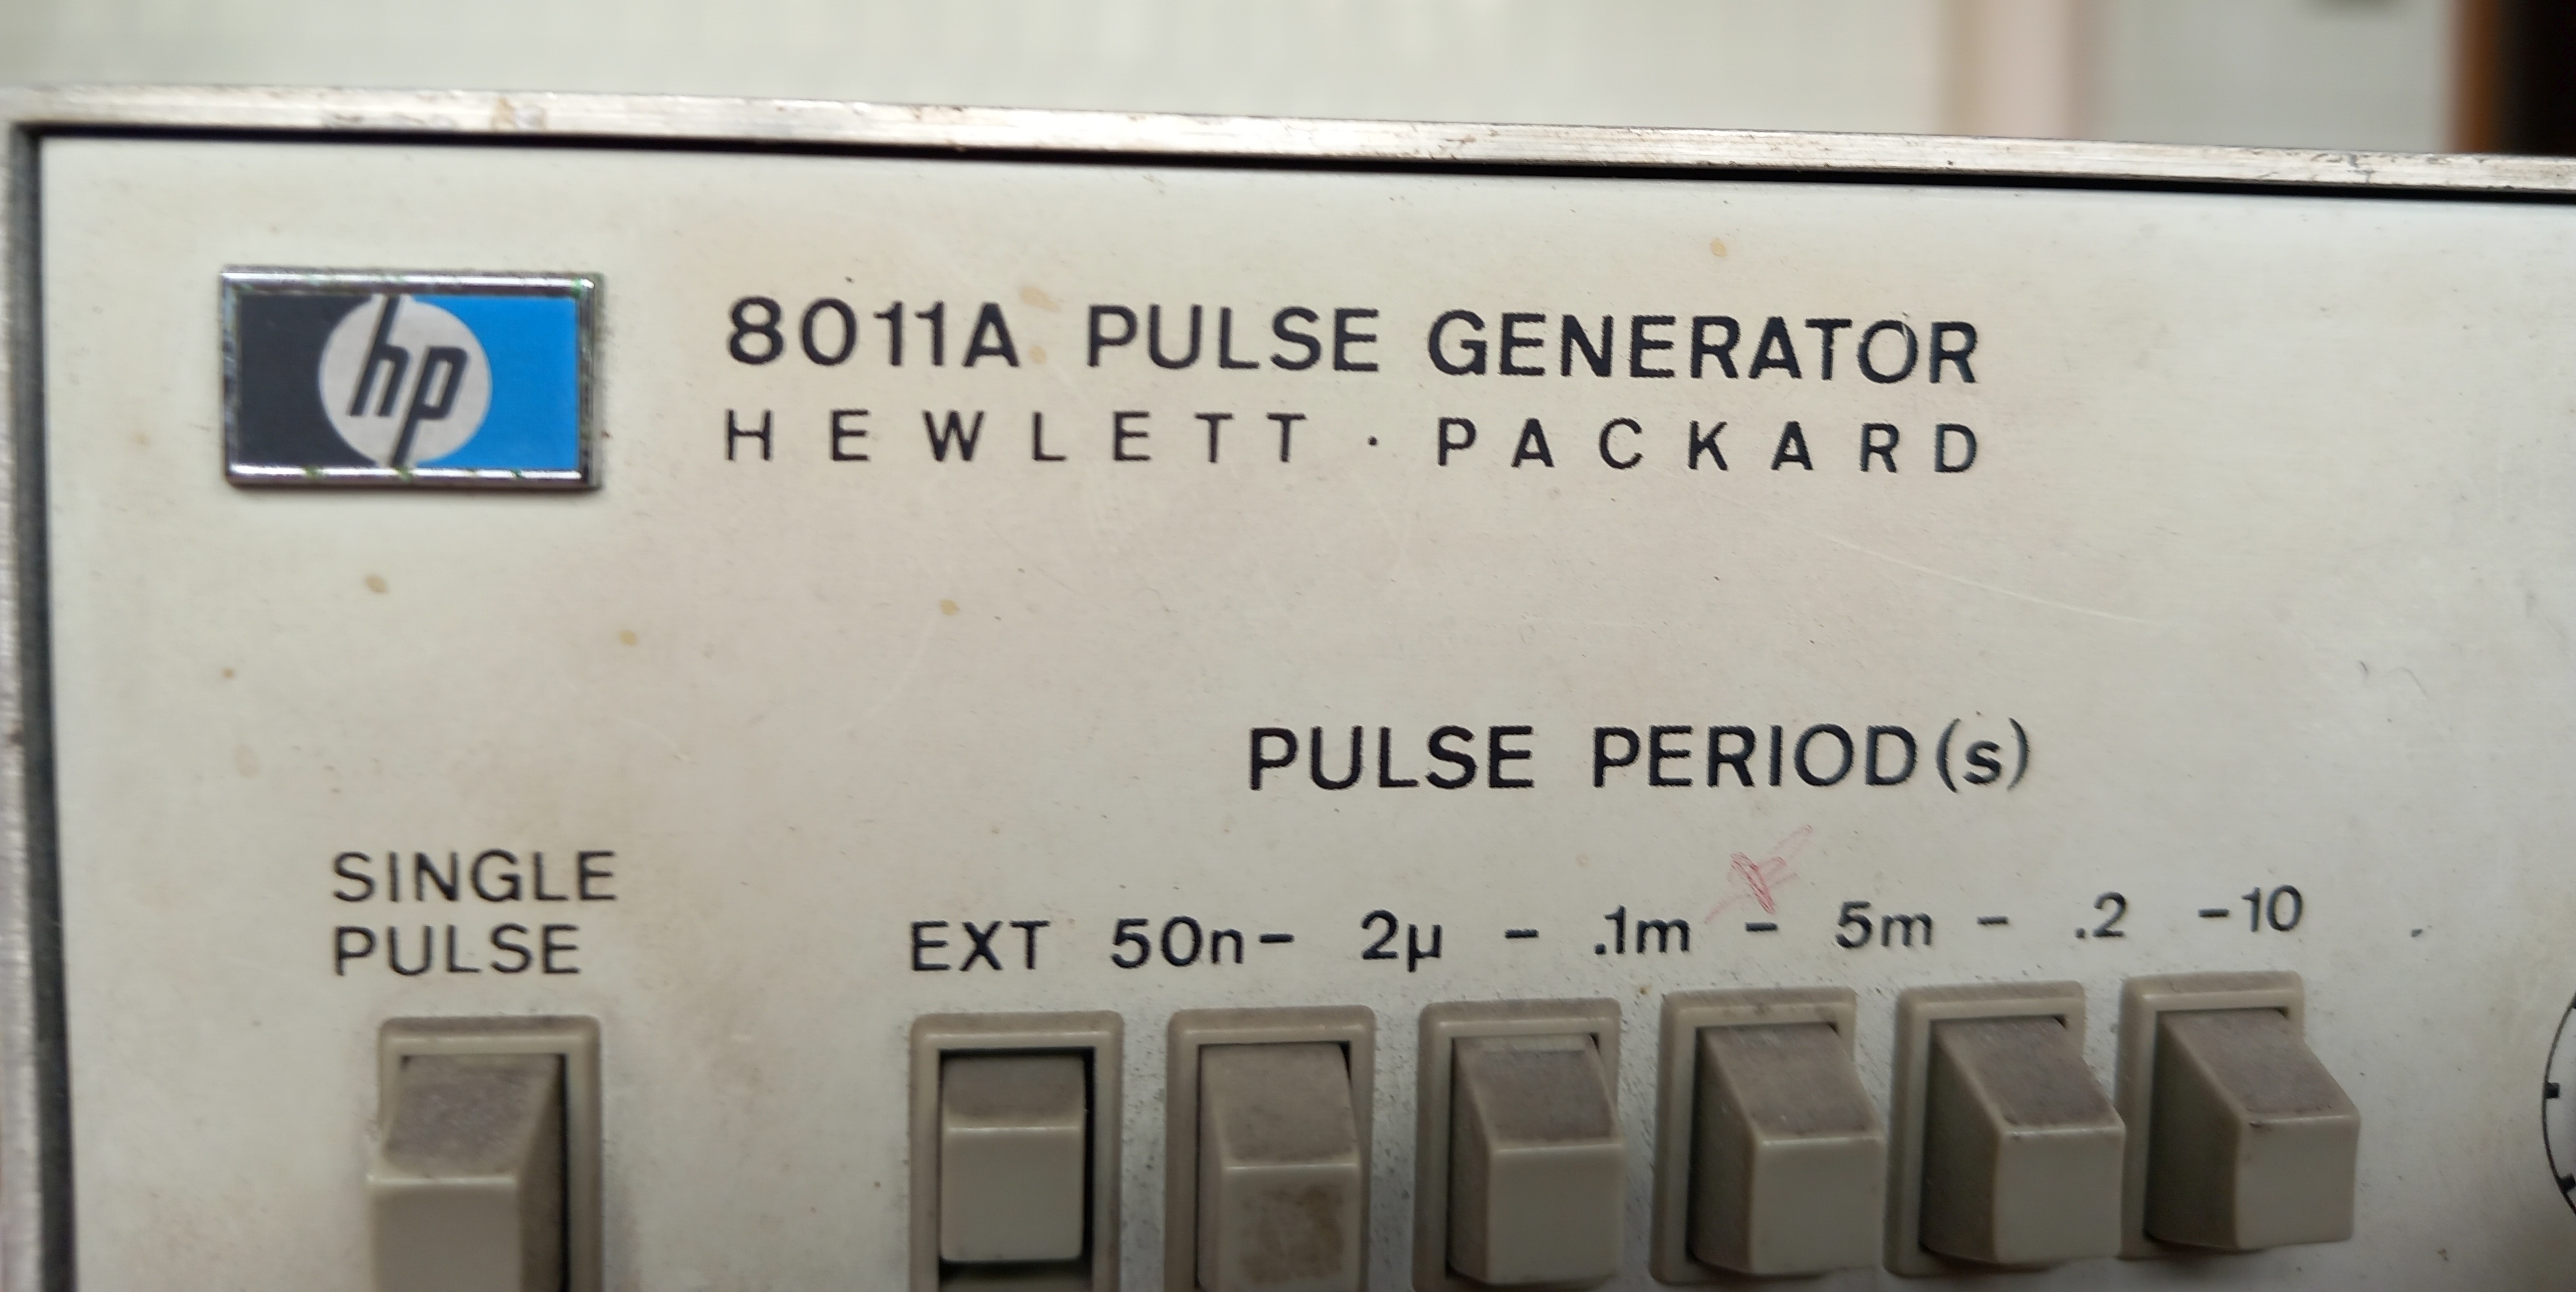 hp
8011A PULSE GENERATOR
HEWLETT · PACKARD
PULSE PERIOD(s)
SINGLE
PULSE
EXT 50n- 2µ - .1m - 5m - .2 -10